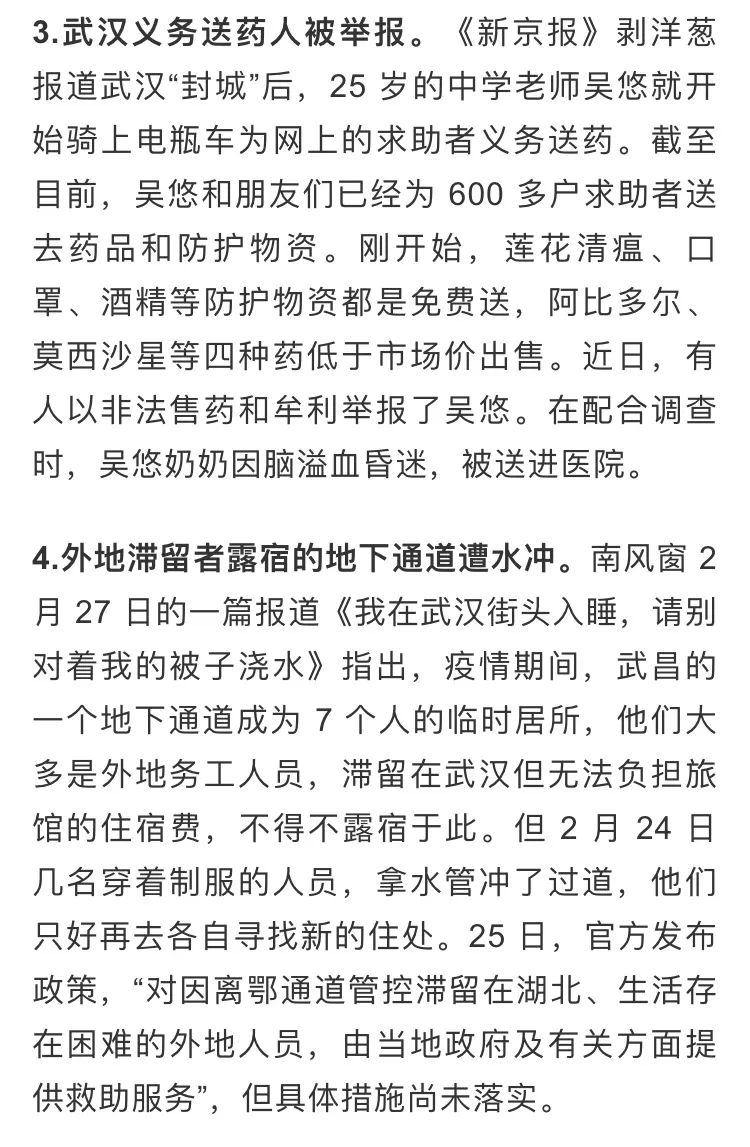 3.武汉义务送药人被举报。《新京报》剥洋葱
报道武汉“封城”后，25 岁的中学老师吴悠就开
始骑上电瓶车为网上的求助者义务送药。截至
目前，吴悠和朋友们已经为 600 多户求助者送
去药品和防护物资。刚开始，莲花清瘟、口
罩、酒精等防护物资都是免费送，阿比多尔、
莫西沙星等四种药低于市场价出售。近日，有
人以非法售药和牟利举报了吴悠。在配合调查
时，吴悠奶奶因脑溢血昏迷，被送进医院。
4.外地滞留者露宿的地下通道遭水冲。南风窗 2
月 27 日的一篇报道《我在武汉街头入睡，请别
对着我的被子浇水》指出，疫情期间，武昌的
一个地下通道成为 7 个人的临时居所，他们大
多是外地务工人员，滞留在武汉但无法负担旅
馆的住宿费，不得不露宿于此。但 2 月 24 日
几名穿着制服的人员，拿水管冲了过道，他们
只好再去各自寻找新的住处。25 日，官方发布
政策，“对因离鄂通道管控滞留在湖北、生活存
在困难的外地人员，由当地政府及有关方面提
供救助服务”，但具体措施尚未落实。